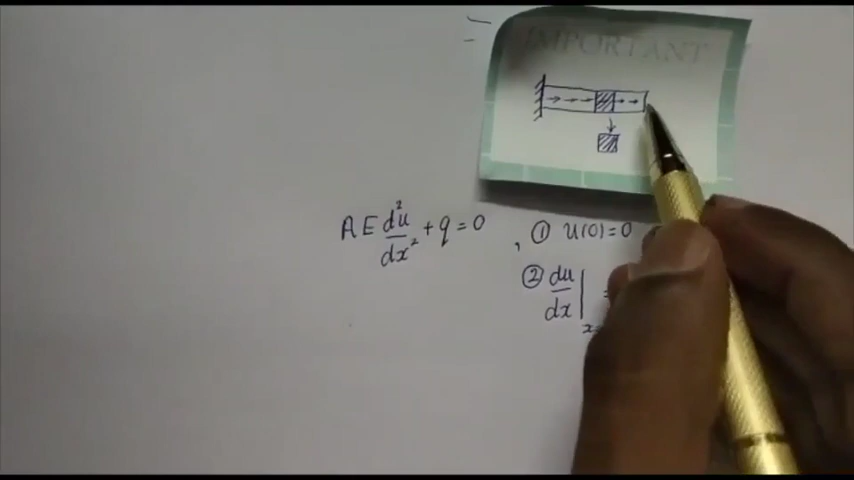 IMPORTANT
AE d²u/dx² + q = 0 , ① u(0)=0
② du/dx | x=